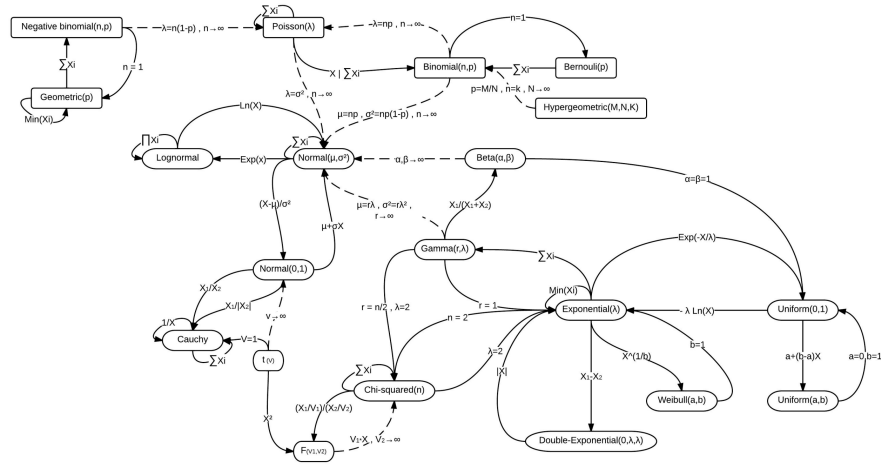 ∑Xi
n=1
Negative binomial(n,p)
λ=n(1-p) , n→∞
Poisson(λ)
λ=np , n→∞
∑Xi
n = 1
X | ∑Xi
Binomial(n,p)
∑Xi
Bernouli(p)
p=M/N , n=k , N→∞
Geometric(p)
λ=σ² , n→∞
Hypergeometric(M,N,K)
Min(Xi)
Ln(X)
μ=np , σ²=np(1-p) , n→∞
∏Xi
∑Xi
Lognormal
Exp(x)
Normal(μ,σ²)
α,β→∞
Beta(α,β)
α=β=1
(X-μ)/σ²
μ=rλ , σ²=rλ² ,
r→∞
X1/(X1+X2)
μ+σX
Gamma(r,λ)
Exp(-X/λ)
∑Xi
Normal(0,1)
X1/X2
X1/|X2|
Min(Xi)
v→∞
r = n/2 , λ=2
r = 1
Exponential(λ)
- λ Ln(X)
Uniform(0,1)
1/X
n = 2
Cauchy
V=1
b=1
λ=2
∑Xi
t(V)
X^(1/b)
a+(b-a)X
a=0,b=1
∑Xi
|X|
X1-X2
Chi-squared(n)
Weibull(a,b)
Uniform(a,b)
X²
(X1/V1)/(X2/V2)
F(V1,V2)
V1*X , V2→∞
Double-Exponential(0,λ,λ)